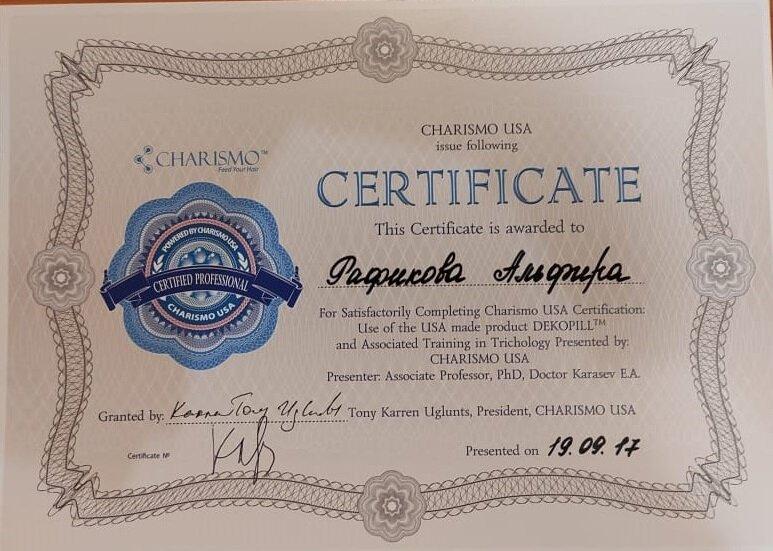 CHARISMO USA
issue following
CHARISMO™
Feed Your Hair
CERTIFICATE
This Certificate is awarded to
Рафикова Альфира
POWERED BY CHARISMO USA
CERTIFIED PROFESSIONAL
CHARISMO USA
For Satisfactorily Completing Charismo USA Certification:
Use of the USA made product DEKOPILL™
and Associated Training in Trichology Presented by:
CHARISMO USA
Presenter: Associate Professor, PhD, Doctor Karasev E.A.
Granted by: Karren Tony Uglunts Tony Karren Uglunts, President, CHARISMO USA
Certificate №
Presented on 19.09.17